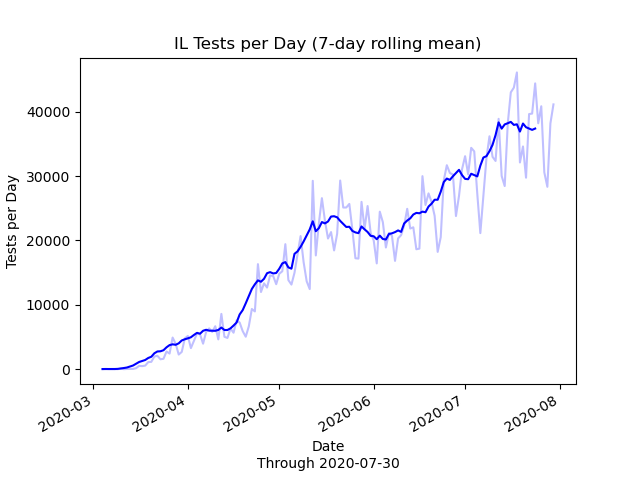 IL Tests per Day (7-day rolling mean)
Tests per Day
40000
30000
20000
10000
0
2020-03
2020-04
2020-05
2020-06
2020-07
2020-08
Date
Through 2020-07-30